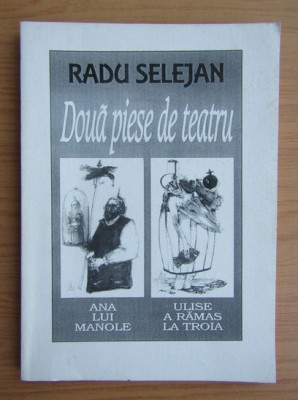 RADU SELEJAN
Două piese de teatru
ANA
LUI
MANOLE
ULISE
A RĂMAS
LA TROIA